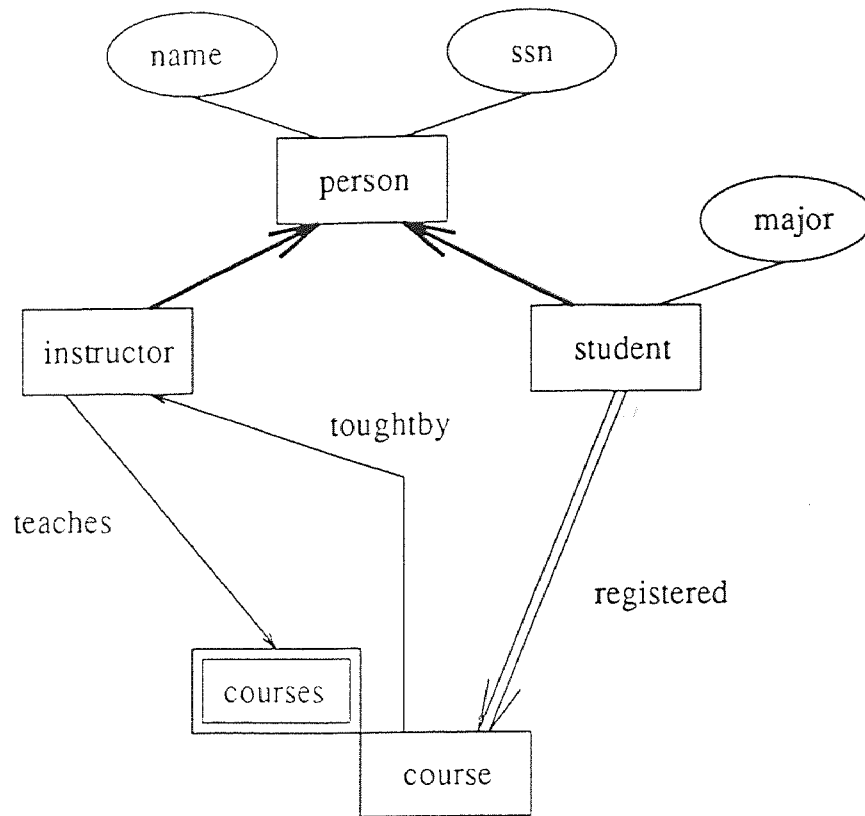 name
ssn
person
major
instructor
student
toughtby
teaches
registered
courses
course